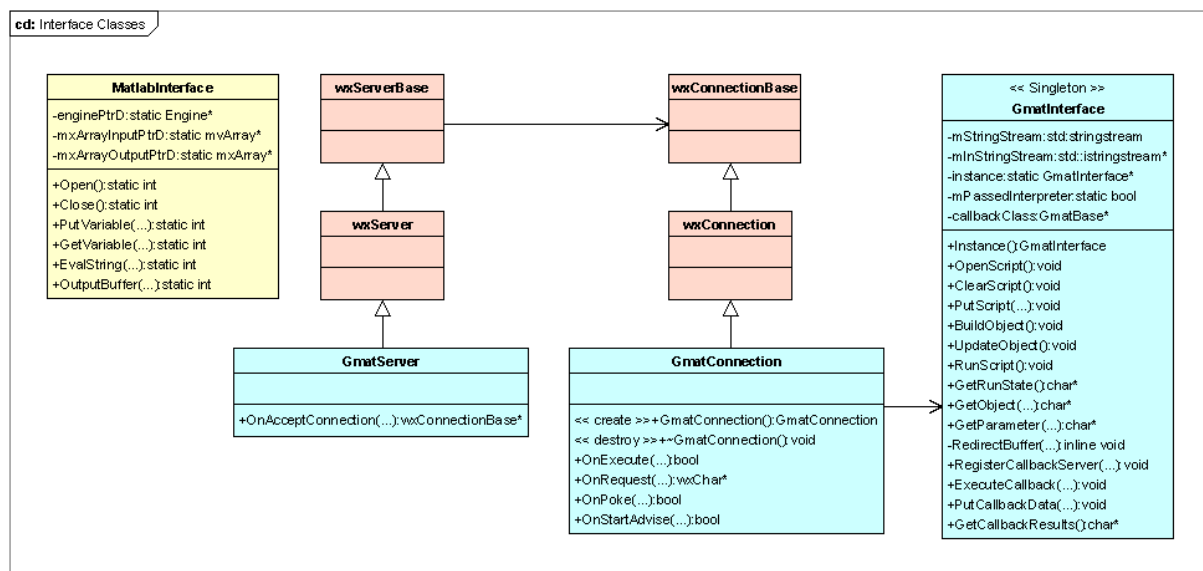 cd: Interface Classes
MatlabInterface
-enginePtrD:static Engine*
-mxArrayInputPtrD:static mvArray*
-mxArrayOutputPtrD:static mxArray*
+Open():static int
+Close():static int
+PutVariable(...):static int
+GetVariable(...):static int
+EvalString(...):static int
+OutputBuffer(...):static int
wxServerBase
wxConnectionBase
wxServer
wxConnection
GmatServer
+OnAcceptConnection(...):wxConnectionBase*
GmatConnection
<< create >>+GmatConnection():GmatConnection
<< destroy >>+~GmatConnection():void
+OnExecute(...):bool
+OnRequest(...):wxChar*
+OnPoke(...):bool
+OnStartAdvise(...):bool
<< Singleton >>
GmatInterface
-mStringStream:std:stringstream
-mInStringStream:std::istringstream*
-instance:static GmatInterface*
-mPassedInterpreter:static bool
-callbackClass:GmatBase*
+Instance():GmatInterface
+OpenScript():void
+ClearScript():void
+PutScript(...):void
+BuildObject():void
+UpdateObject():void
+RunScript():void
+GetRunState():char*
+GetObject(...):char*
+GetParameter(...):char*
-RedirectBuffer(...):inline void
+RegisterCallbackServer(...):void
+ExecuteCallback(...):void
+PutCallbackData(...):void
+GetCallbackResults():char*